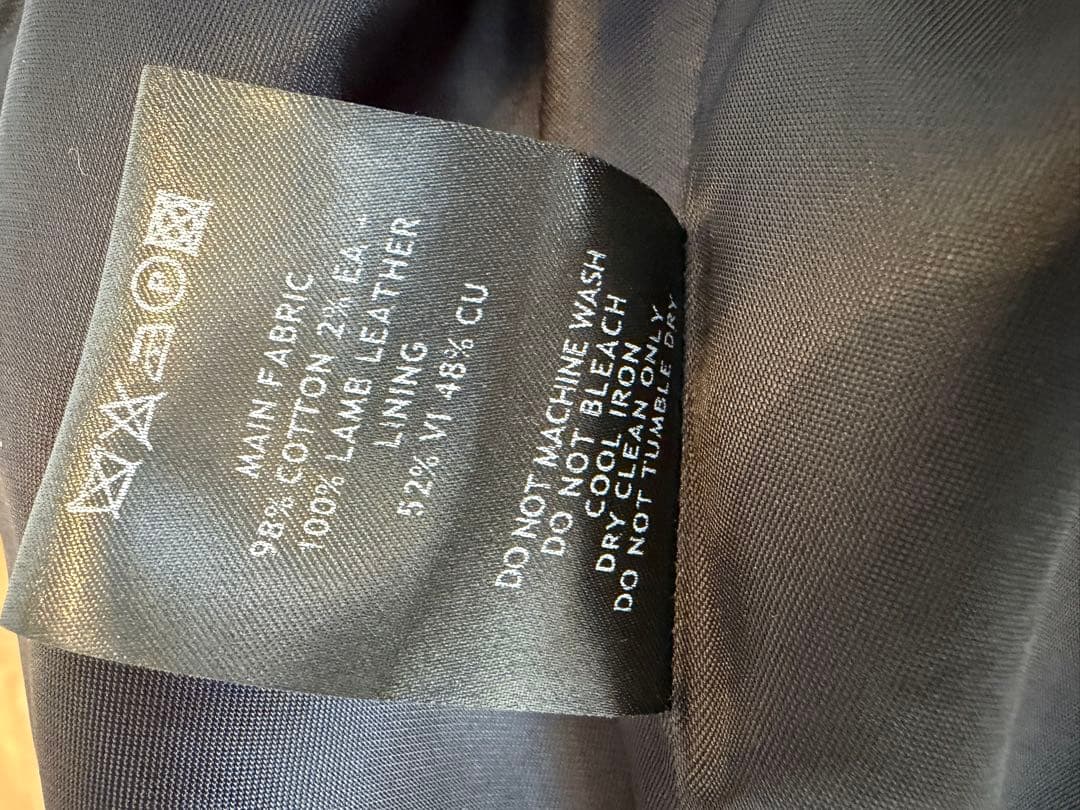 P
MAIN FABRIC
98% COTTON 2% EA +
100% LAMB LEATHER
LINING
52% VI 48% CU
DO NOT MACHINE WASH
DO NOT BLEACH
COOL IRON
DRY CLEAN ONLY
DO NOT TUMBLE DRY